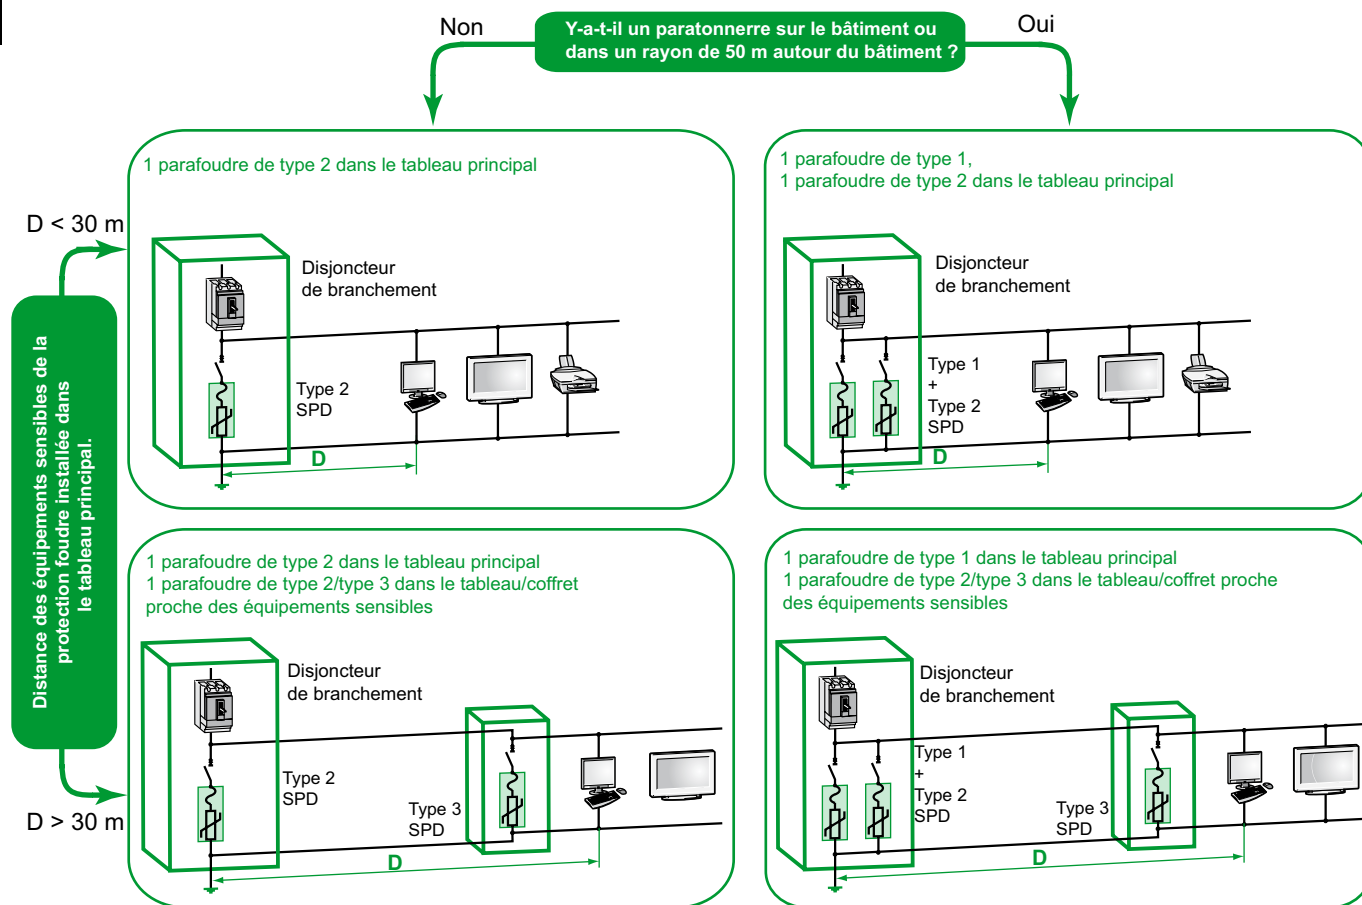 Non
Y-a-t-il un paratonnerre sur le bâtiment ou
dans un rayon de 50 m autour du bâtiment ?
Oui
Distance des équipements sensibles de la
protection foudre installée dans
le tableau principal.
D < 30 m
1 parafoudre de type 2 dans le tableau principal
Disjoncteur
de branchement
Type 2
SPD
D
1 parafoudre de type 1,
1 parafoudre de type 2 dans le tableau principal
Disjoncteur
de branchement
Type 1
+
Type 2
SPD
D
D > 30 m
1 parafoudre de type 2 dans le tableau principal
1 parafoudre de type 2/type 3 dans le tableau/coffret
proche des équipements sensibles
Disjoncteur
de branchement
Type 2
SPD
Type 3
SPD
D
1 parafoudre de type 1 dans le tableau principal
1 parafoudre de type 2/type 3 dans le tableau/coffret proche
des équipements sensibles
Disjoncteur
de branchement
Type 1
+
Type 2
SPD
Type 3
SPD
D